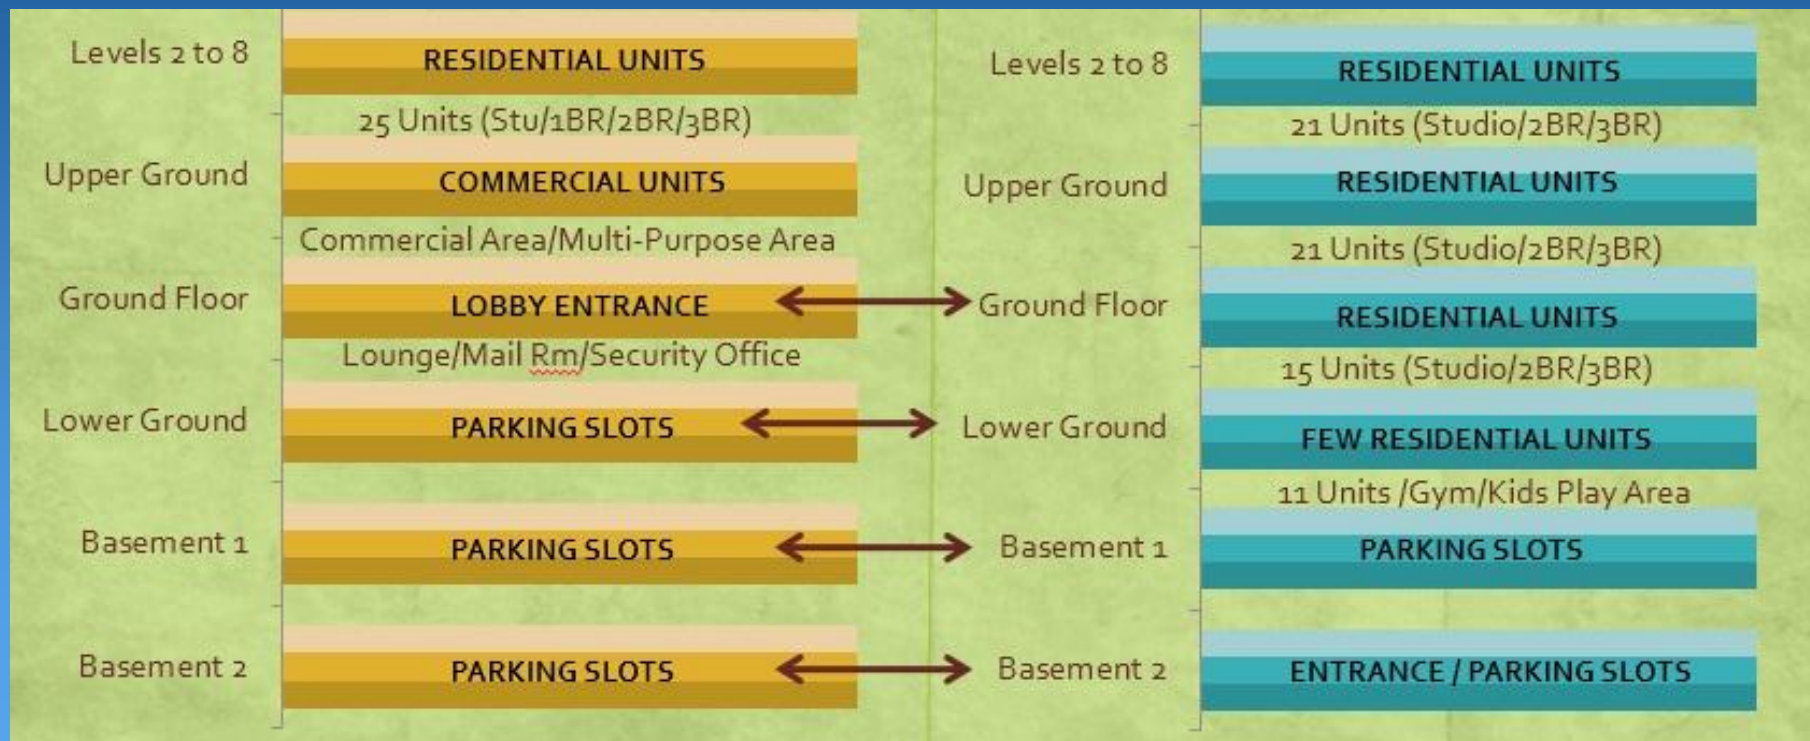 Levels 2 to 8
RESIDENTIAL UNITS
25 Units (Stu/1BR/2BR/3BR)
Upper Ground
COMMERCIAL UNITS
Commercial Area/Multi-Purpose Area
Ground Floor
LOBBY ENTRANCE
Lounge/Mail Rm/Security Office
Lower Ground
PARKING SLOTS
Basement 1
PARKING SLOTS
Basement 2
PARKING SLOTS
Levels 2 to 8
RESIDENTIAL UNITS
21 Units (Studio/2BR/3BR)
Upper Ground
RESIDENTIAL UNITS
21 Units (Studio/2BR/3BR)
Ground Floor
RESIDENTIAL UNITS
15 Units (Studio/2BR/3BR)
Lower Ground
FEW RESIDENTIAL UNITS
11 Units /Gym/Kids Play Area
Basement 1
PARKING SLOTS
Basement 2
ENTRANCE / PARKING SLOTS